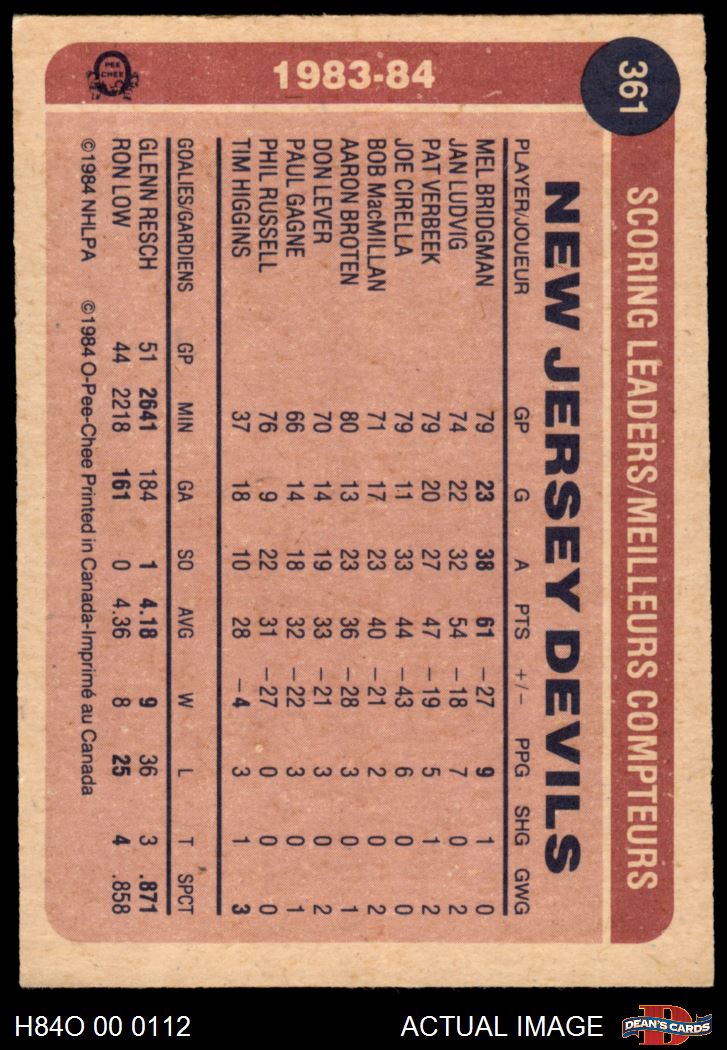 361
SCORING LEADERS/MEILLEURS COMPTEURS
1983-84
PEE CHEE
NEW JERSEY DEVILS
PLAYER/JOUEUR GP G A PTS +/- PPG SHG GWG
MEL BRIDGMAN 79 23 38 61 -27 9 1 0
JAN LUDVIG 74 22 32 54 -18 7 0 2
PAT VERBEEK 79 20 27 47 -19 5 1 2
JOE CIRELLA 79 11 33 44 -43 6 0 0
BOB MacMILLAN 71 17 23 40 -21 2 0 2
AARON BROTEN 80 13 23 36 -28 3 0 1
DON LEVER 70 14 19 33 -21 3 0 2
PAUL GAGNE 66 14 18 32 -22 3 0 1
PHIL RUSSELL 76 9 22 31 -27 0 0 0
TIM HIGGINS 37 18 10 28 -4 3 1 3
GOALIES/GARDIENS GP MIN GA SO AVG W L T SPCT
GLENN RESCH 51 2641 184 1 4.18 9 36 3 .871
RON LOW 44 2218 161 0 4.36 8 25 4 .858
©1984 NHLPA ©1984 O-Pee-Chee Printed in Canada-Imprimé au Canada
H84O 00 0112 ACTUAL IMAGE
D
DEAN'S CARDS